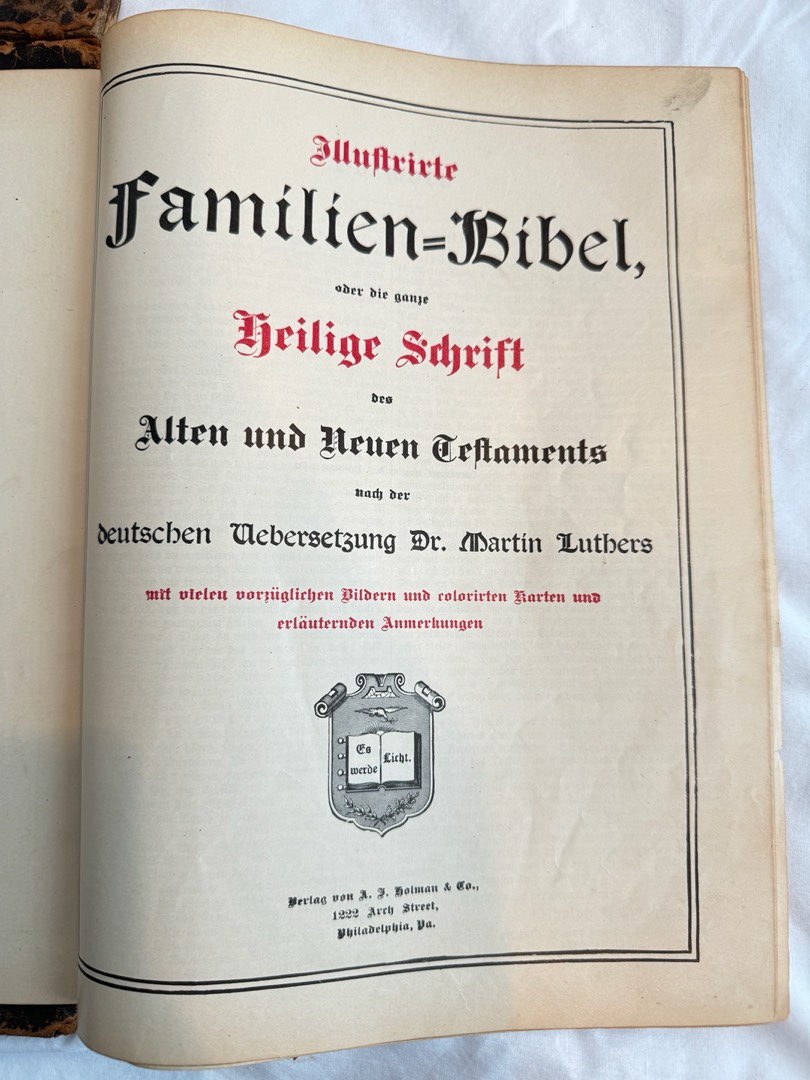 Illustrirte
Familien=Bibel,
oder die ganze
Heilige Schrift
des
Alten und Neuen Testaments
nach der
deutschen Uebersetzung Dr. Martin Luthers
mit vielen vorzüglichen Bildern und colorirten Karten und
erläuternden Anmerkungen
Es werde
Licht.
Verlag von A. J. Holman & Co.,
1222 Arch Street,
Philadelphia, Pa.